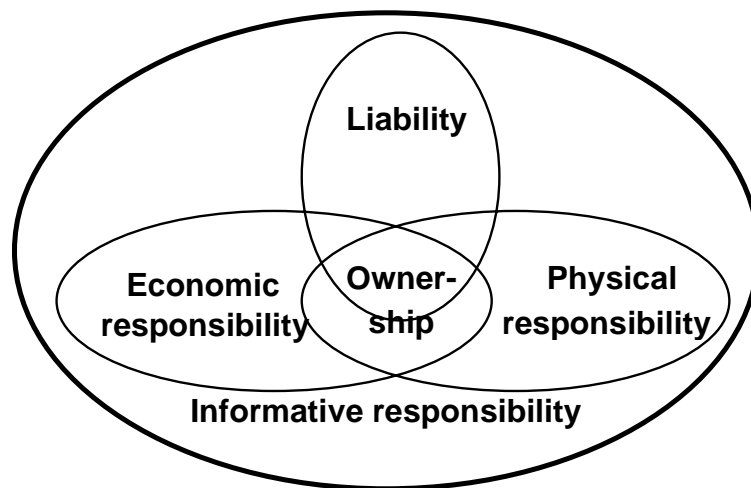 Liability
Economic
responsibility
Owner-
ship
Physical
responsibility
Informative responsibility